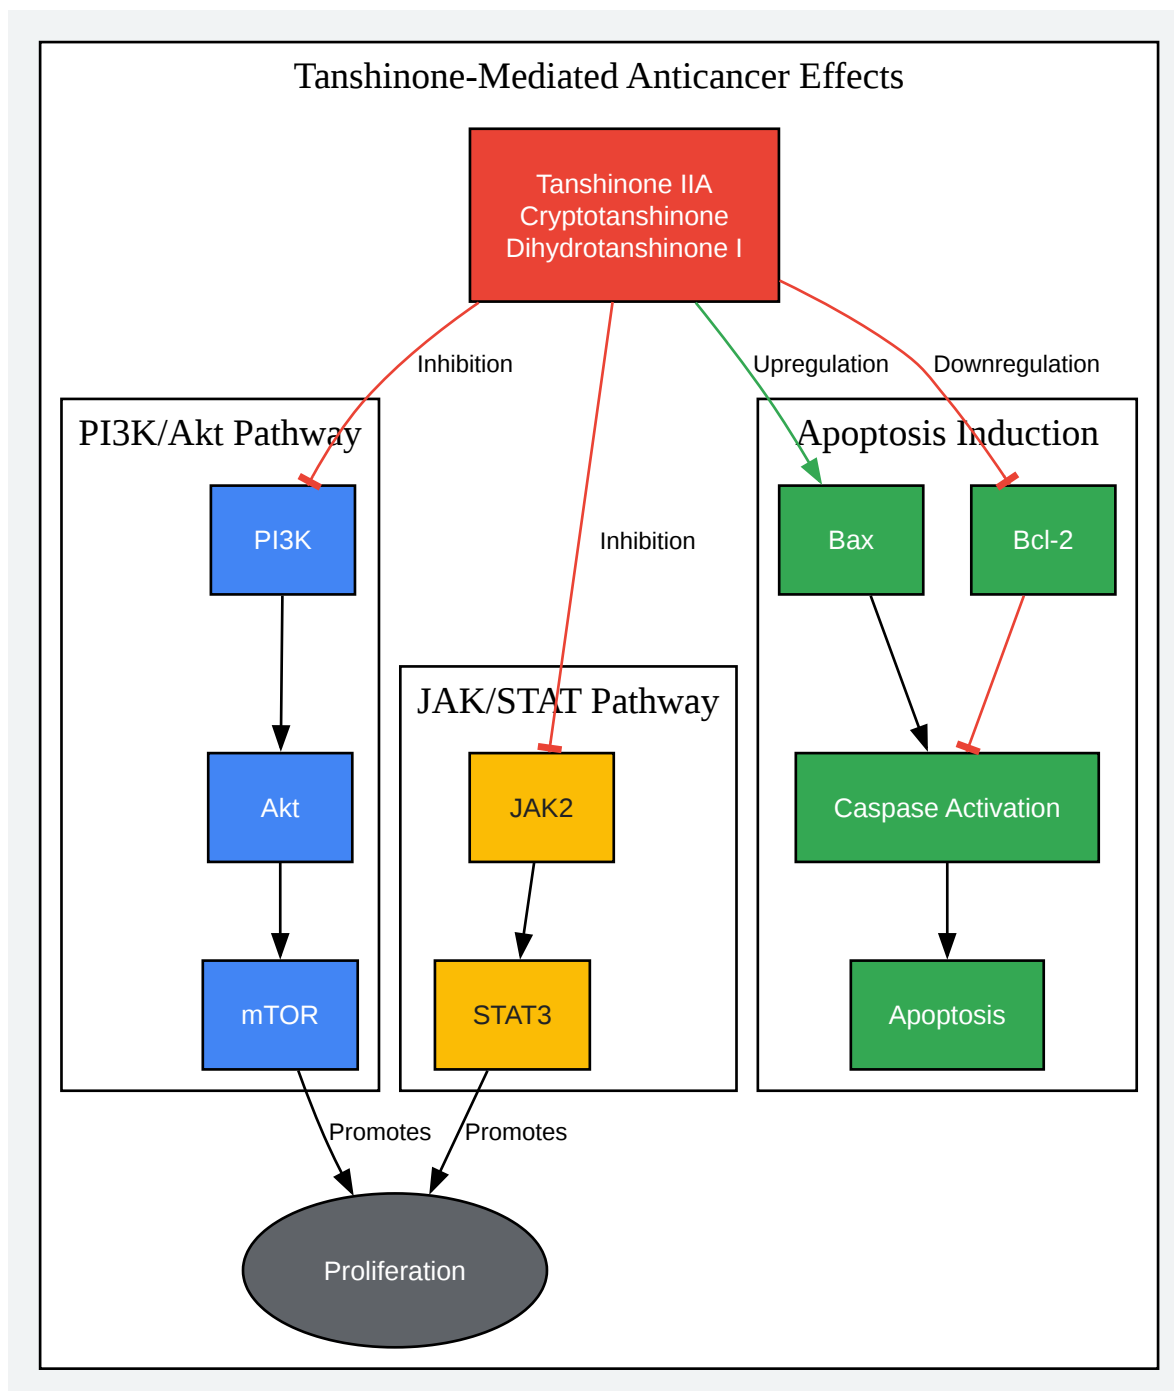 Tanshinone-Mediated Anticancer Effects
Tanshinone IIA
Cryptotanshinone
Dihydrotanshinone I
Inhibition
Upregulation
Downregulation
PI3K/Akt Pathway
Apoptosis Induction
PI3K
Inhibition
Bax
Bcl-2
JAK/STAT Pathway
Akt
JAK2
Caspase Activation
mTOR
STAT3
Apoptosis
Promotes
Promotes
Proliferation